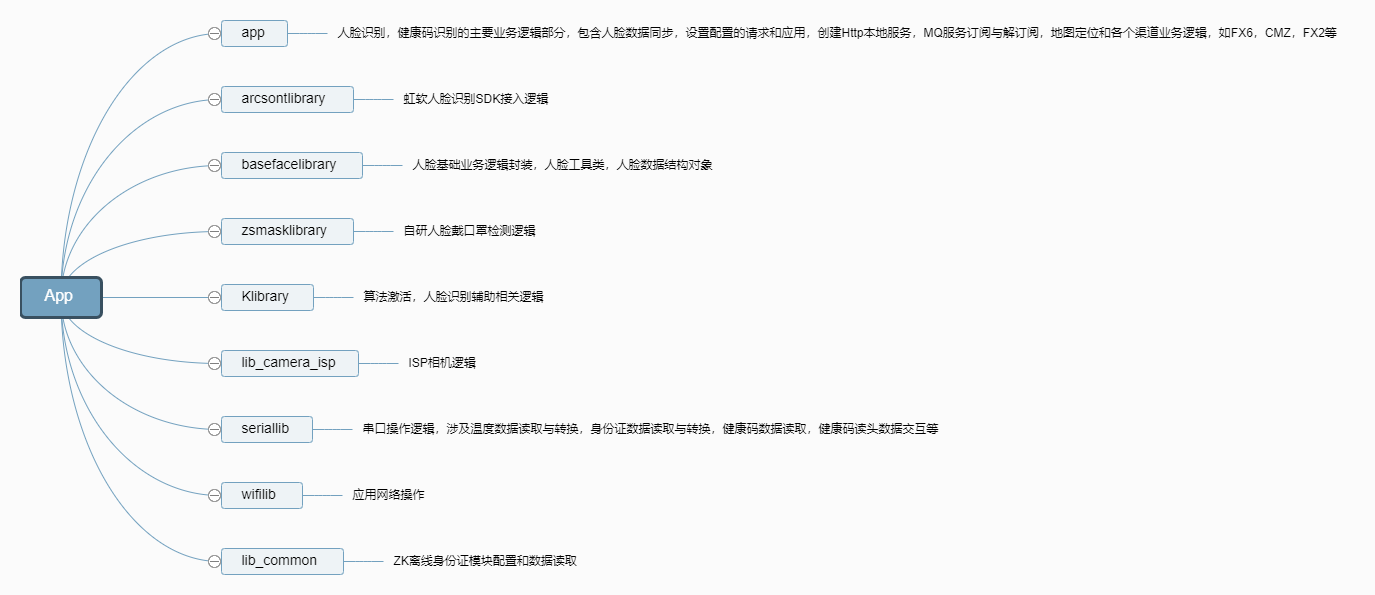 app
人脸识别，健康码识别的主要业务逻辑部分，包含人脸数据同步，设置配置的请求和应用，创建Http本地服务，MQ服务订阅与解订阅，地图定位和各个渠道业务逻辑，如FX6，CMZ，FX2等
arcsontlibrary
虹软人脸识别SDK接入逻辑
basefacelibrary
人脸基础业务逻辑封装，人脸工具类，人脸数据结构对象
zsmasklibrary
自研人脸戴口罩检测逻辑
App
Klibrary
算法激活，人脸识别辅助相关逻辑
lib_camera_isp
ISP相机逻辑
seriallib
串口操作逻辑，涉及温度数据读取与转换，身份证数据读取与转换，健康码数据读取，健康码读头数据交互等
wifilib
应用网络操作
lib_common
ZK离线身份证模块配置和数据读取